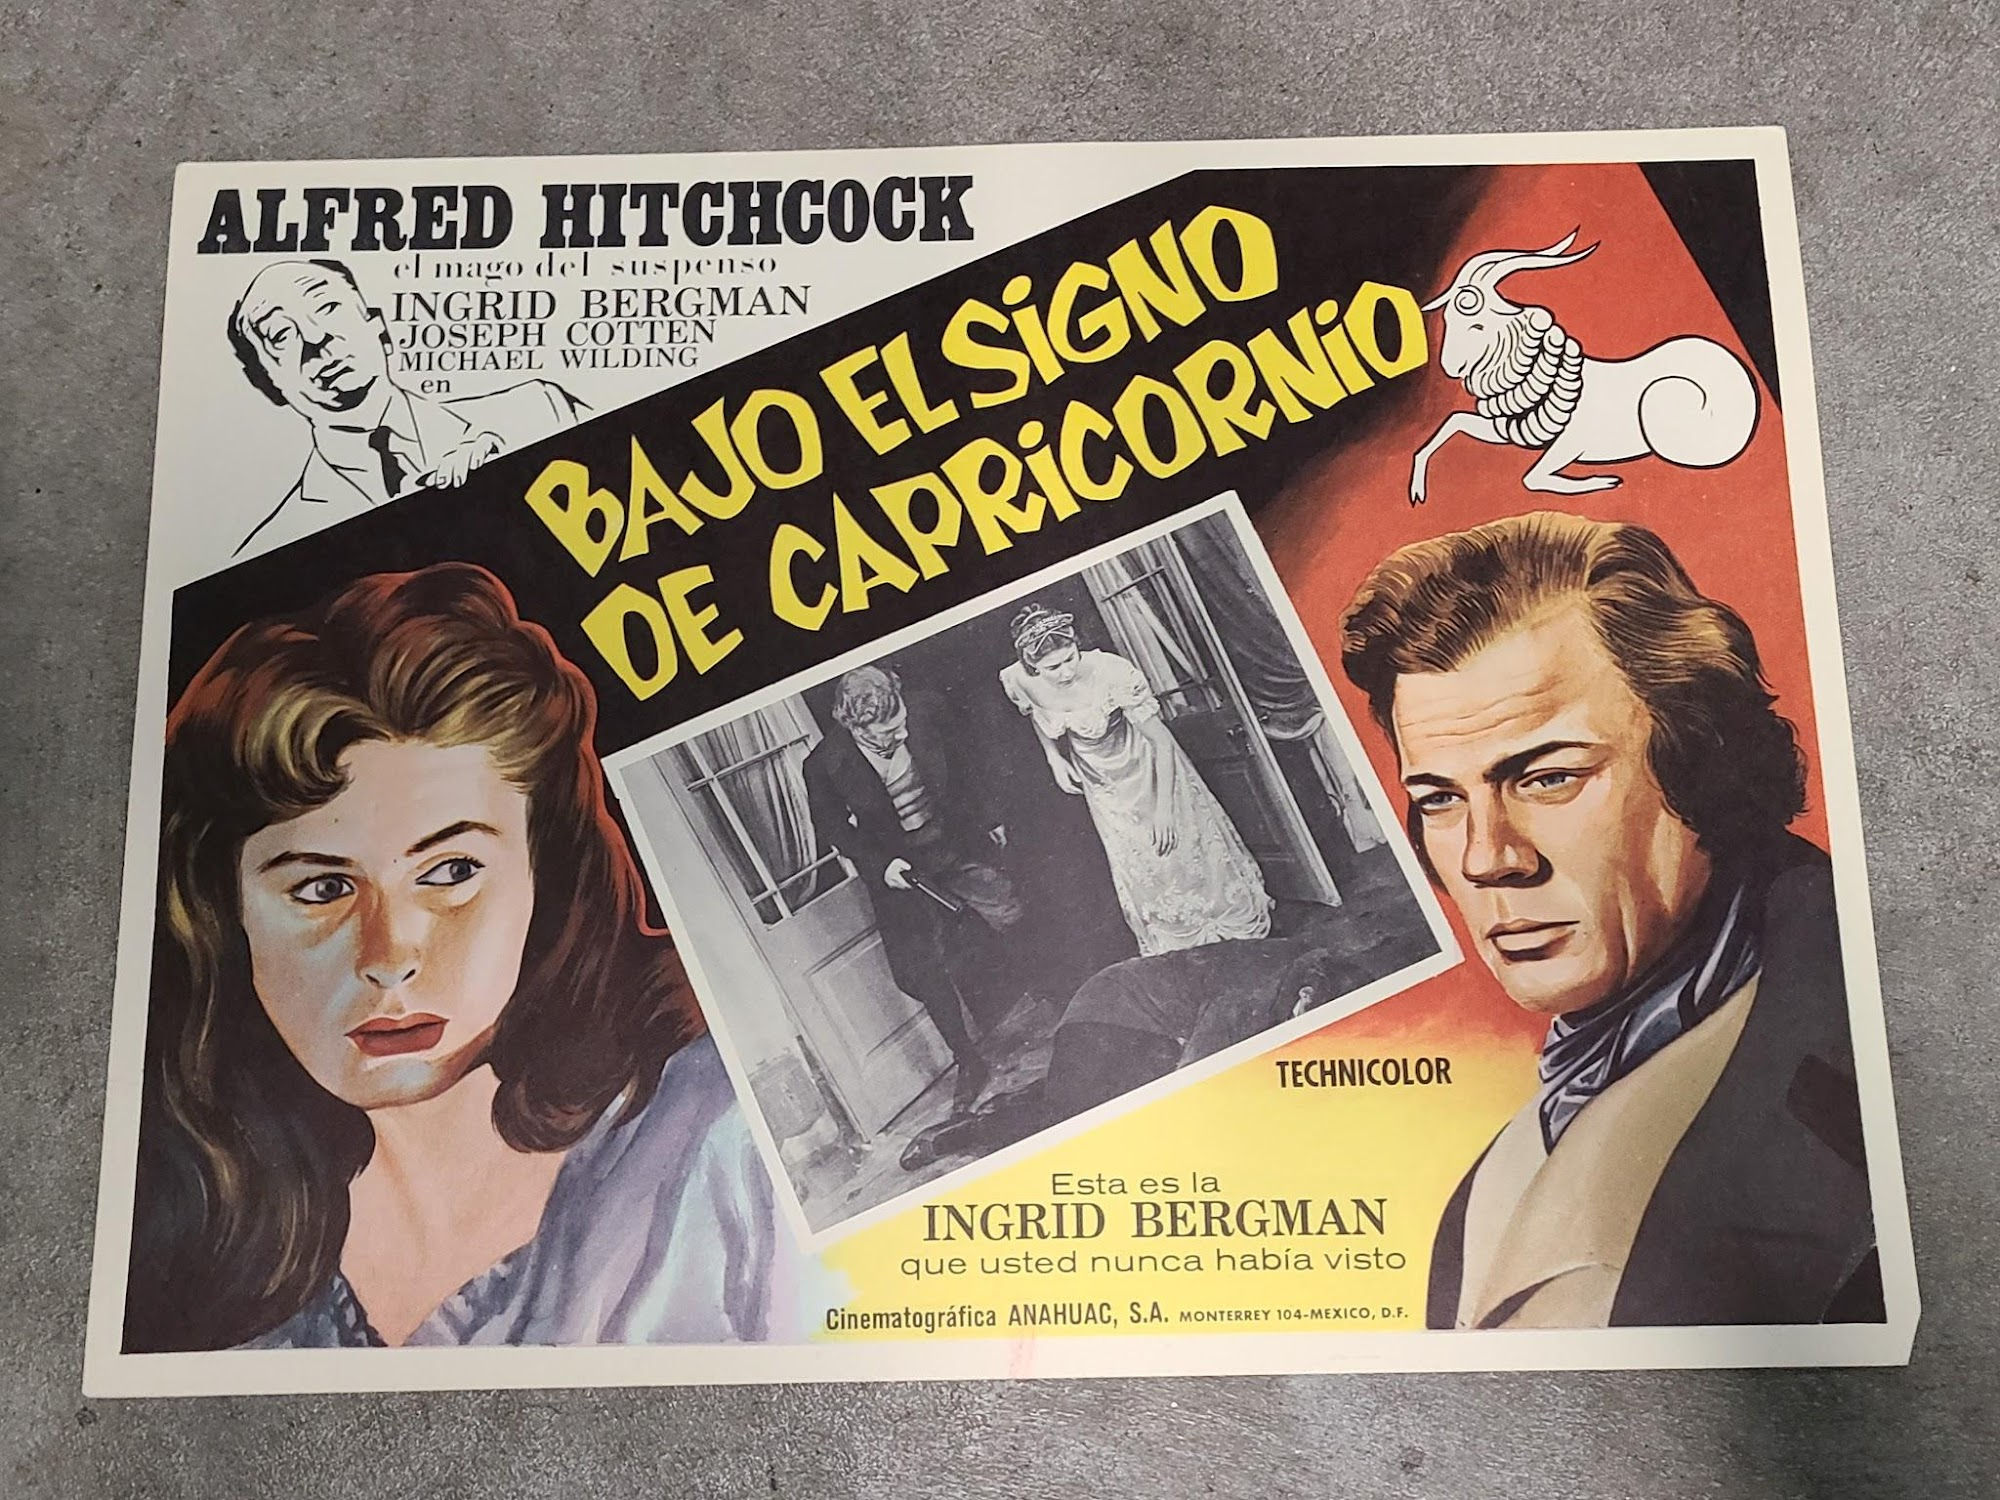 ALFRED HITCHCOCK
el mago del suspenso
INGRID BERGMAN
JOSEPH COTTEN
MICHAEL WILDING
en
BAJO EL SiGNO
DE CAPRiCORNiO
TECHNICOLOR
Esta es la
INGRID BERGMAN
que usted nunca había visto
Cinematográfica ANAHUAC, S.A. MONTERREY 104-MEXICO, D.F.